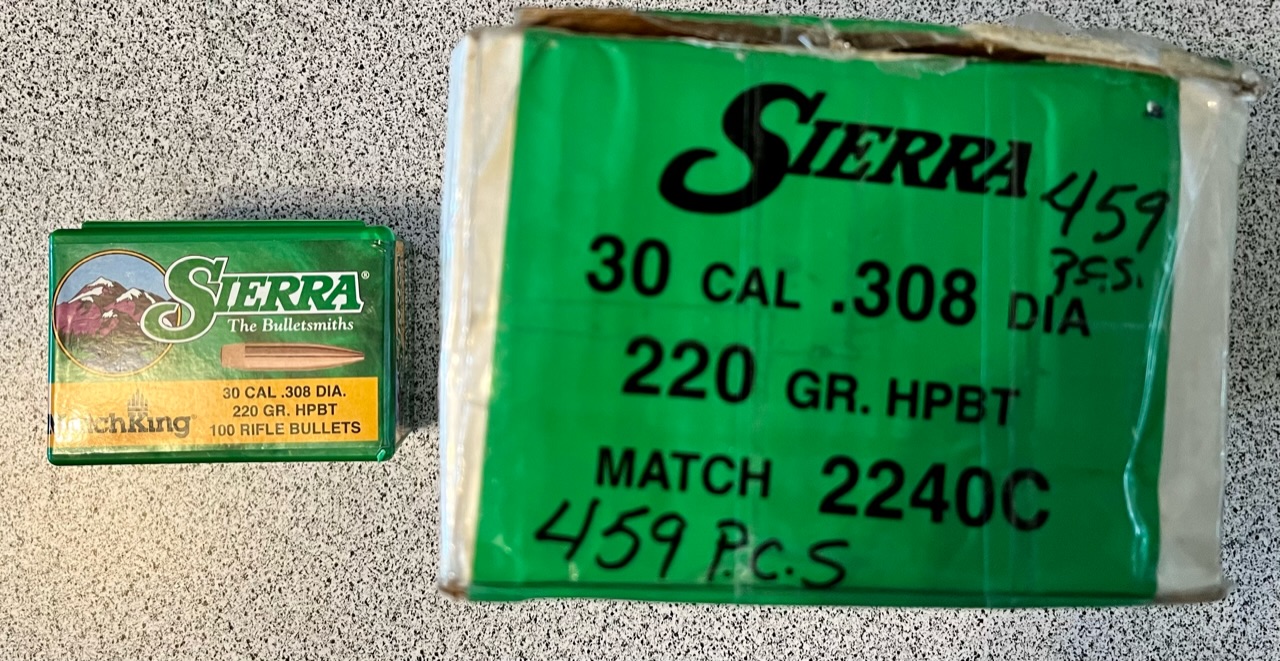 SIERRA®
The Bulletsmiths
30 CAL .308 DIA.
220 GR. HPBT
100 RIFLE BULLETS
SIERRA
459
30 CAL .308 DIA
220 GR. HPBT
MATCH 2240C
459 P.C.S